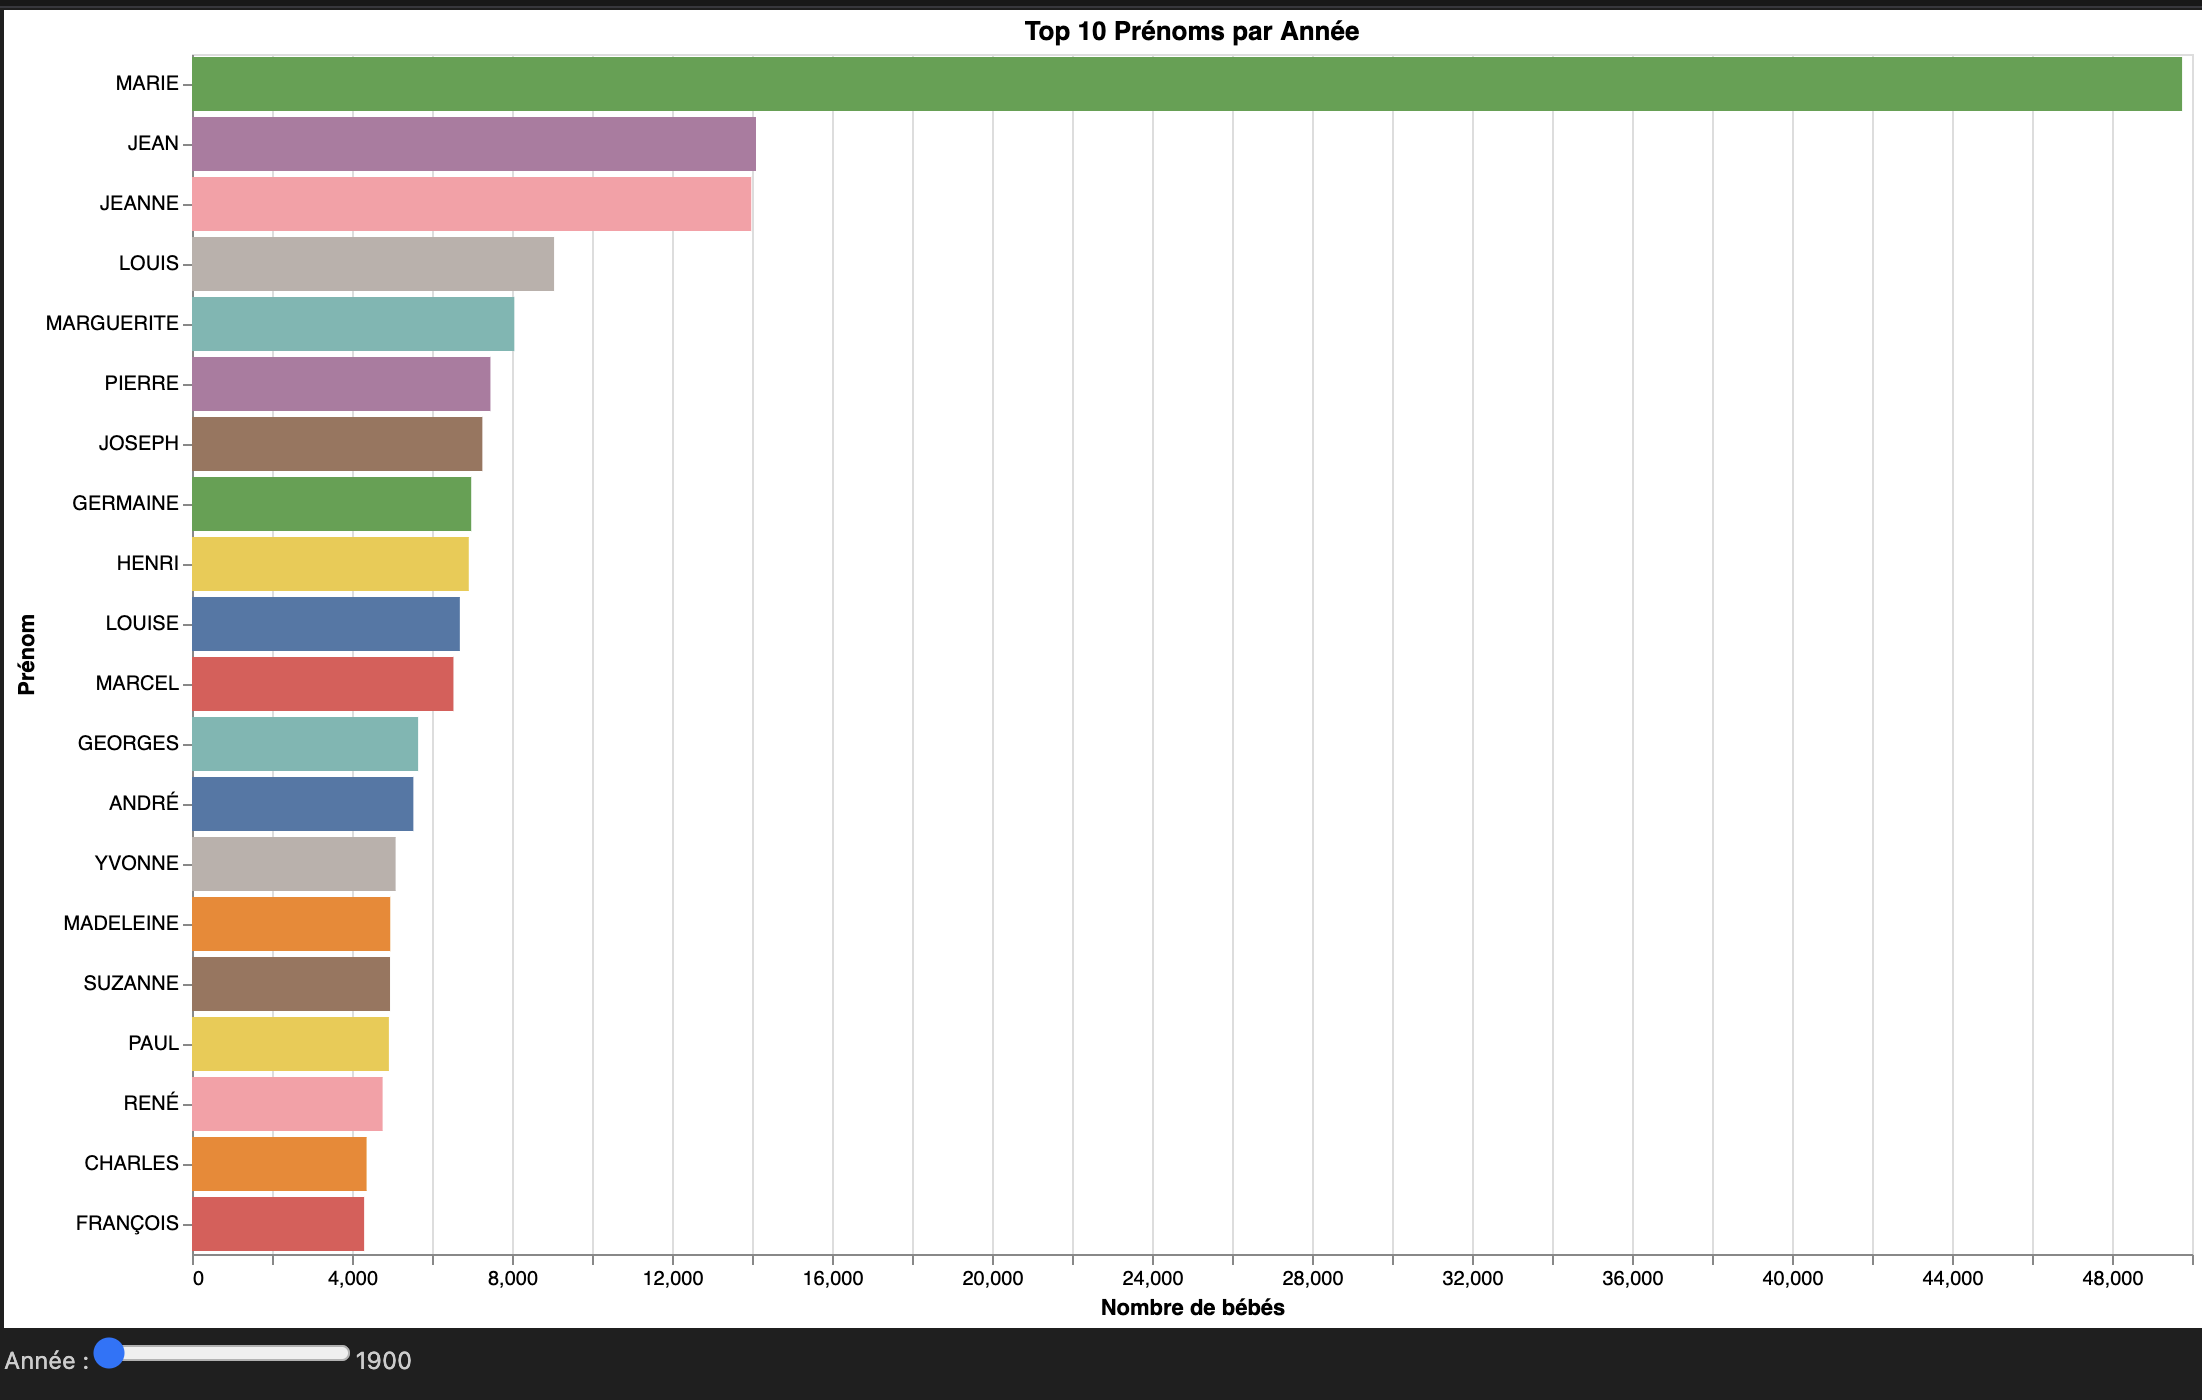 Top 10 Prénoms par Année
MARIE
JEAN
JEANNE
LOUIS
MARGUERITE
PIERRE
JOSEPH
GERMAINE
HENRI
LOUISE
MARCEL
GEORGES
ANDRÉ
YVONNE
MADELEINE
SUZANNE
PAUL
RENÉ
CHARLES
FRANÇOIS
Prénom
0 4,000 8,000 12,000 16,000 20,000 24,000 28,000 32,000 36,000 40,000 44,000 48,000
Nombre de bébés
Année : 1900